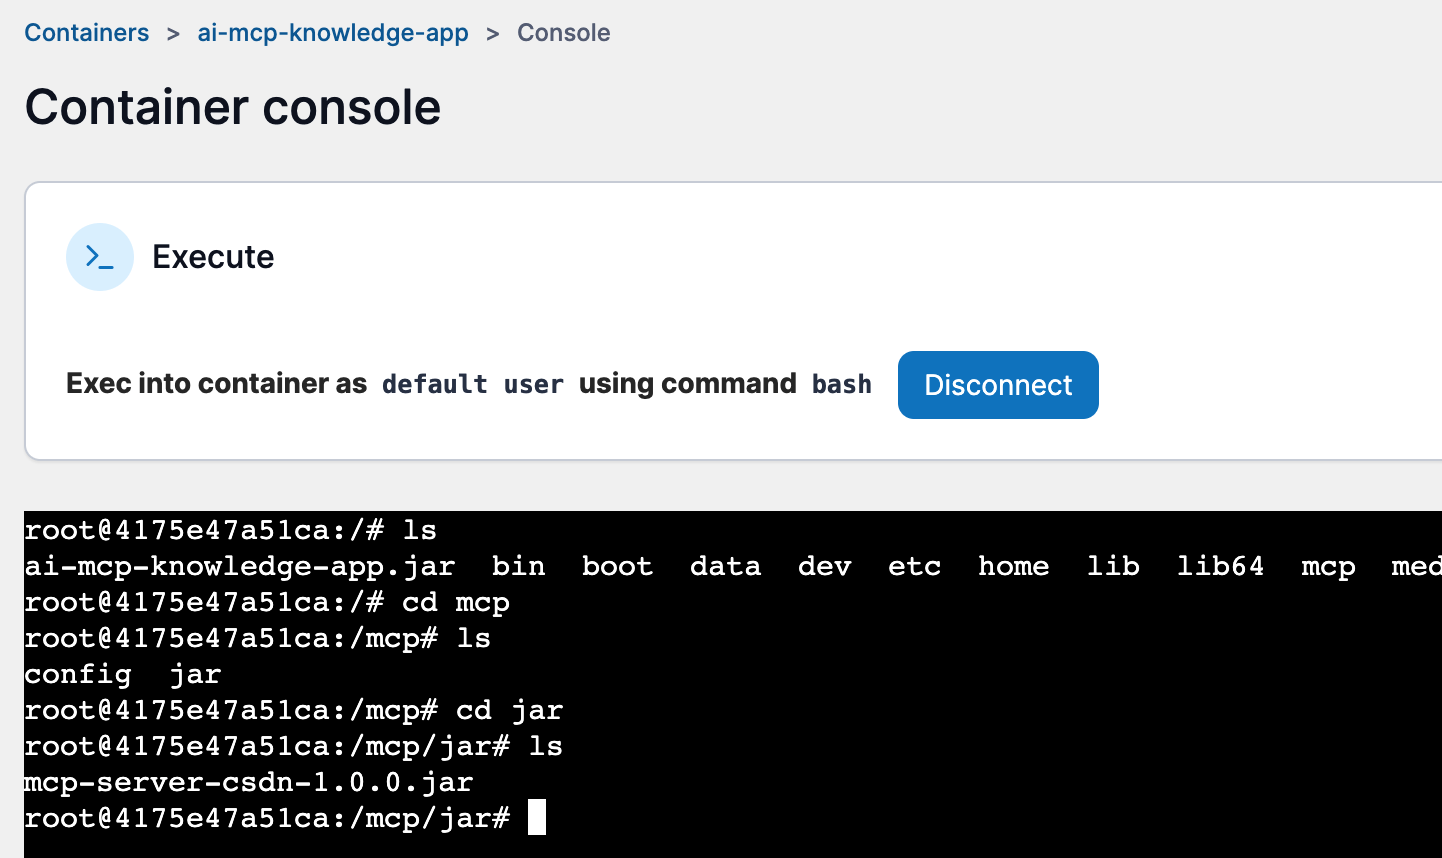 Containers > ai-mcp-knowledge-app > Console
Container console
>_ Execute
Exec into container as default user using command bash Disconnect
root@4175e47a51ca:/# ls
ai-mcp-knowledge-app.jar bin boot data dev etc home lib lib64 mcp med
root@4175e47a51ca:/# cd mcp
root@4175e47a51ca:/mcp# ls
config jar
root@4175e47a51ca:/mcp# cd jar
root@4175e47a51ca:/mcp/jar# ls
mcp-server-csdn-1.0.0.jar
root@4175e47a51ca:/mcp/jar#